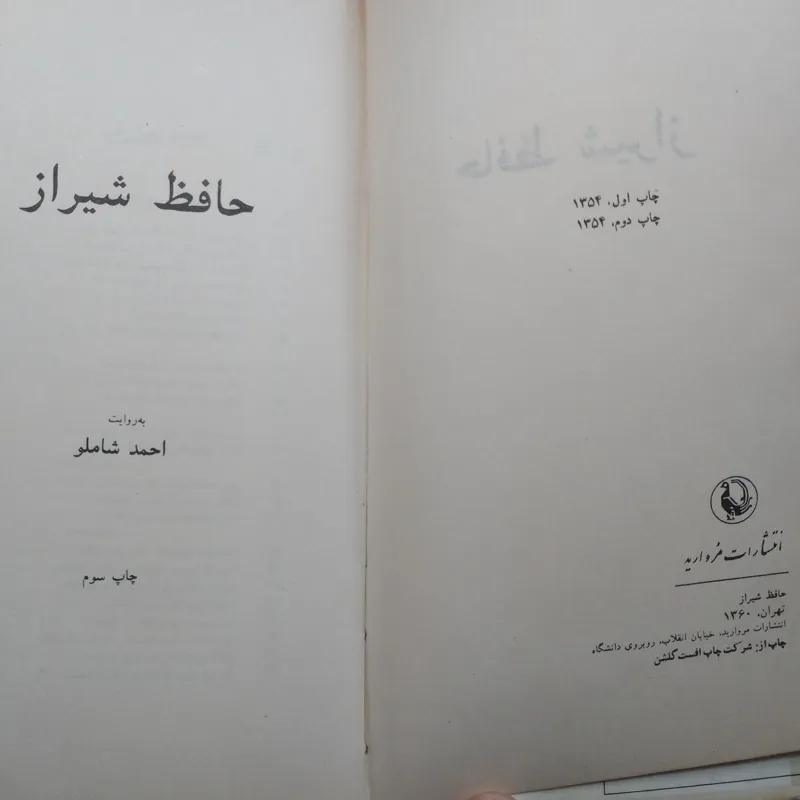 چاپ اول، ۱۳۵۴
چاپ دوم، ۱۳۵۴
انتشارات مروارید
حافظ شیراز
تهران، ۱۳۶۰
انتشارات مروارید، خیابان انقلاب، روبروی دانشگاه
چاپ از: شرکت چاپ افست گلشن
حافظ شیراز
به‌روایت
احمد شاملو
چاپ سوم